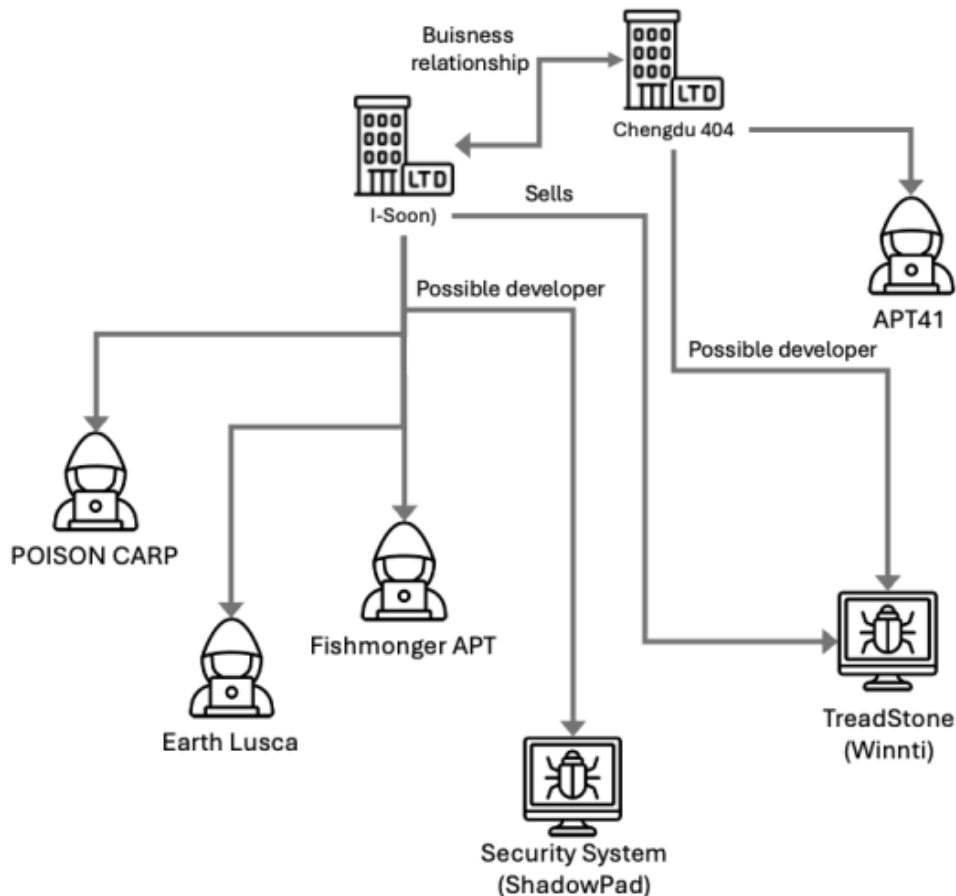 Buisness
relationship
LTD
Chengdu 404
LTD
I-Soon)
Sells
APT41
Possible developer
Possible developer
POISON CARP
Fishmonger APT
Earth Lusca
TreadStone
(Winnti)
Security System
(ShadowPad)